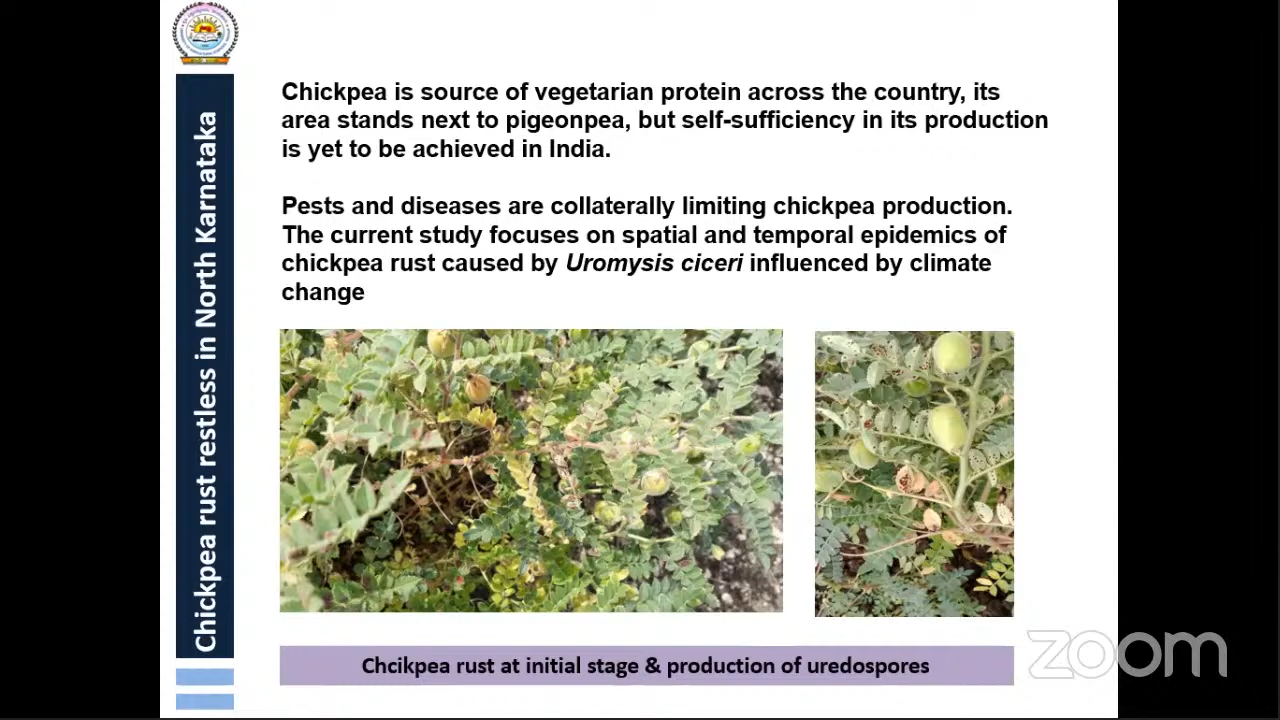 Chickpea rust restless in North Karnataka
Chickpea is source of vegetarian protein across the country, its
area stands next to pigeonpea, but self-sufficiency in its production
is yet to be achieved in India.
Pests and diseases are collaterally limiting chickpea production.
The current study focuses on spatial and temporal epidemics of
chickpea rust caused by Uromysis ciceri influenced by climate
change
Chcikpea rust at initial stage & production of uredospores
zoom